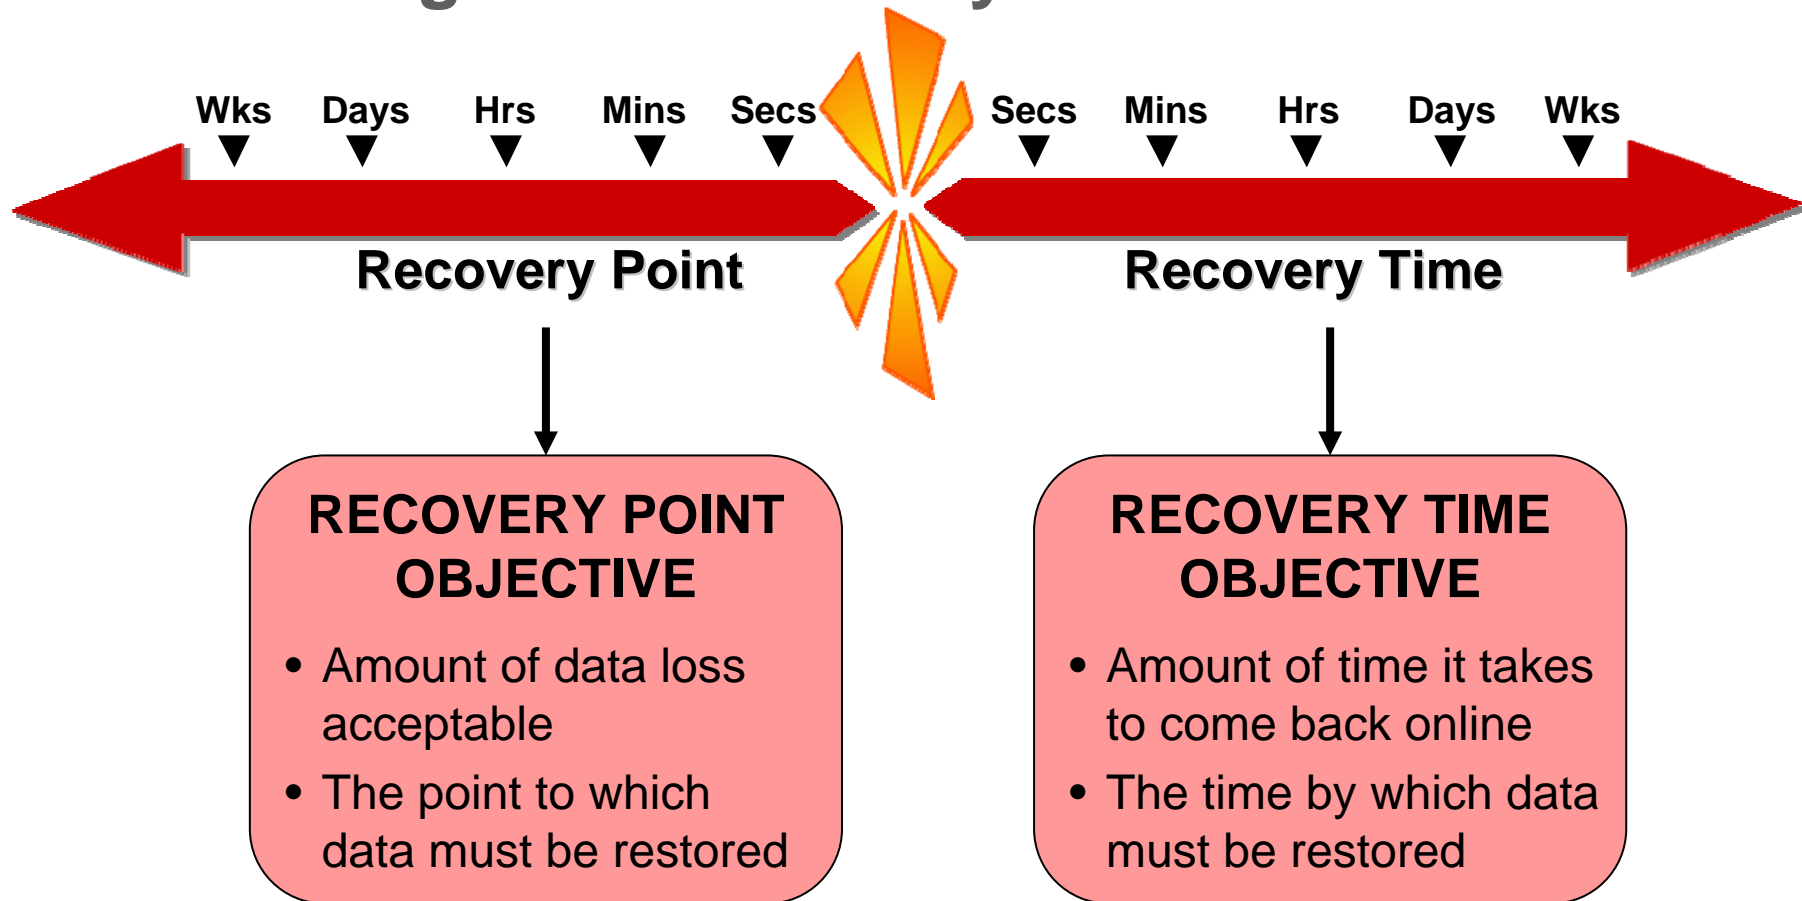 Wks Days Hrs Mins Secs Secs Mins Hrs Days Wks
Recovery Point
Recovery Time
RECOVERY POINT
OBJECTIVE
• Amount of data loss
acceptable
• The point to which
data must be restored
RECOVERY TIME
OBJECTIVE
• Amount of time it takes
to come back online
• The time by which data
must be restored